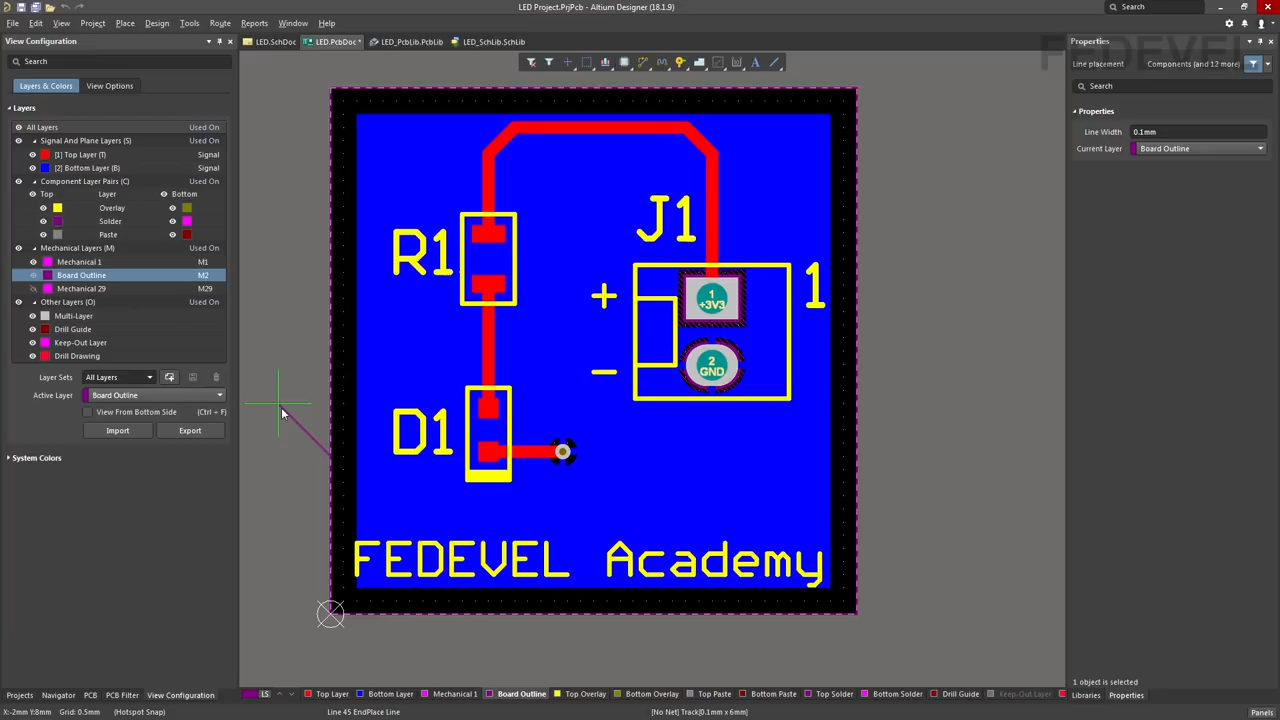 LED Project.PrjPcb - Altium Designer (18.1.9)
Search
File Edit View Project Place Design Tools Route Reports Window Help
View Configuration
LED.SchDoc LED.PcbDoc * LED_PcbLib.PcbLib LED_SchLib.SchLib
FEDEVEL
Properties
Search
Line placement Components (and 12 more)
Layers & Colors View Options
Search
Layers
Properties
All Layers Used On
Line Width 0.1mm
Signal And Plane Layers (S) Used On
Current Layer Board Outline
[1] Top Layer (T) Signal
[2] Bottom Layer (B) Signal
Component Layer Pairs (C) Used On
Top Layer Bottom
Overlay
Solder
Paste
Mechanical Layers (M) Used On
Mechanical 1 M1
Board Outline M2
Mechanical 29 M29
Other Layers (O) Used On
Multi-Layer
Drill Guide
Keep-Out Layer
Drill Drawing
Layer Sets All Layers
Active Layer Board Outline
View From Bottom Side (Ctrl + F)
Import Export
System Colors
J1
R1
1
+
1
+3V3
–
2
GND
D1
FEDEVEL Academy
Projects Navigator PCB PCB Filter View Configuration
LS Top Layer Bottom Layer Mechanical 1 Board Outline Top Overlay Bottom Overlay Top Paste Bottom Paste Top Solder Bottom Solder Drill Guide Keep-Out Layer
1 object is selected
Libraries Properties
X:-2mm Y:8mm Grid: 0.5mm (Hotspot Snap) Line 45 EndPlace Line [No Net] Track(0.1mm x 6mm) Panels